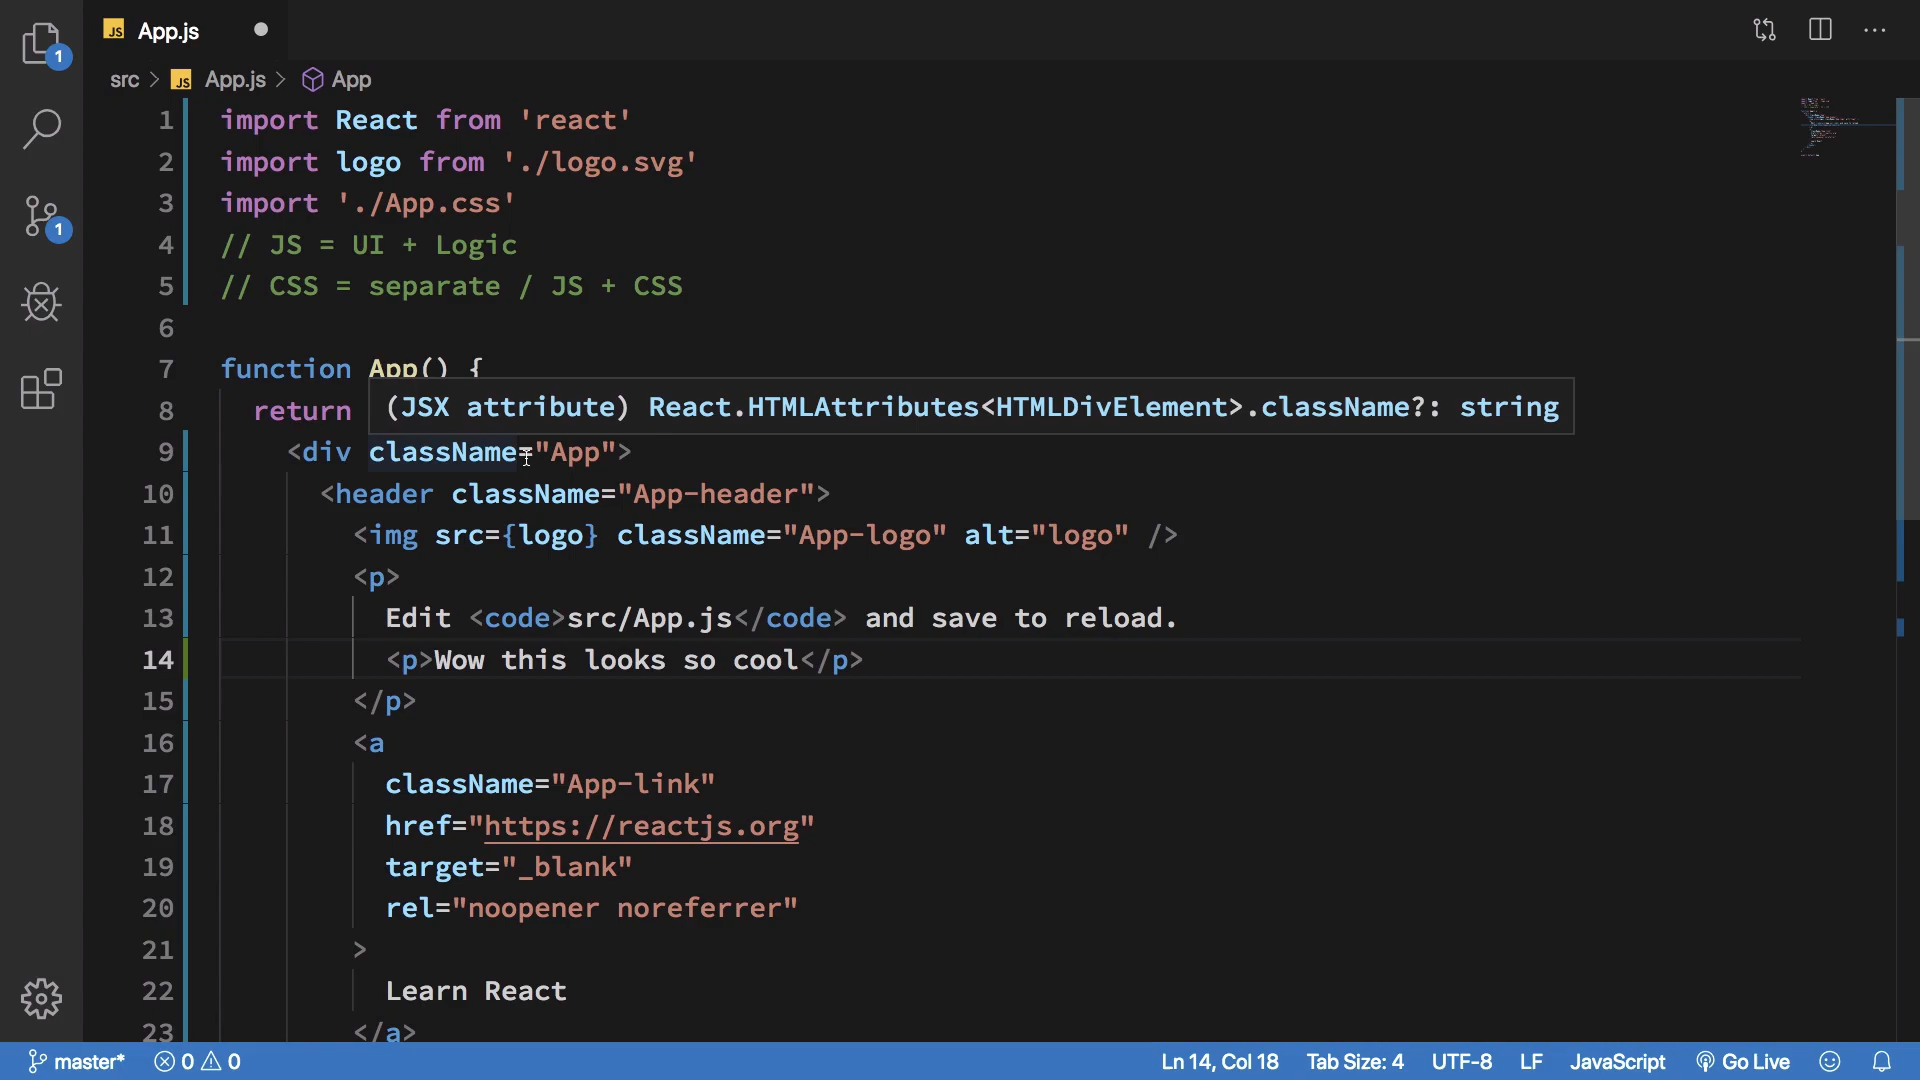 JS App.js
src > JS App.js > App
1
1
1 import React from 'react'
2 import logo from './logo.svg'
3 import './App.css'
4 // JS = UI + Logic
5 // CSS = separate / JS + CSS
6
7 function App() {
8 return
(JSX attribute) React.HTMLAttributes<HTMLDivElement>.className?: string
9 <div className="App">
10 <header className="App-header">
11 <img src={logo} className="App-logo" alt="logo" />
12 <p>
13 Edit <code>src/App.js</code> and save to reload.
14 <p>Wow this looks so cool</p>
15 </p>
16 <a
17 className="App-link"
18 href="https://reactjs.org"
19 target="_blank"
20 rel="noopener noreferrer"
21 >
22 Learn React
23 </a>
master* 0 0 Ln 14, Col 18 Tab Size: 4 UTF-8 LF JavaScript Go Live